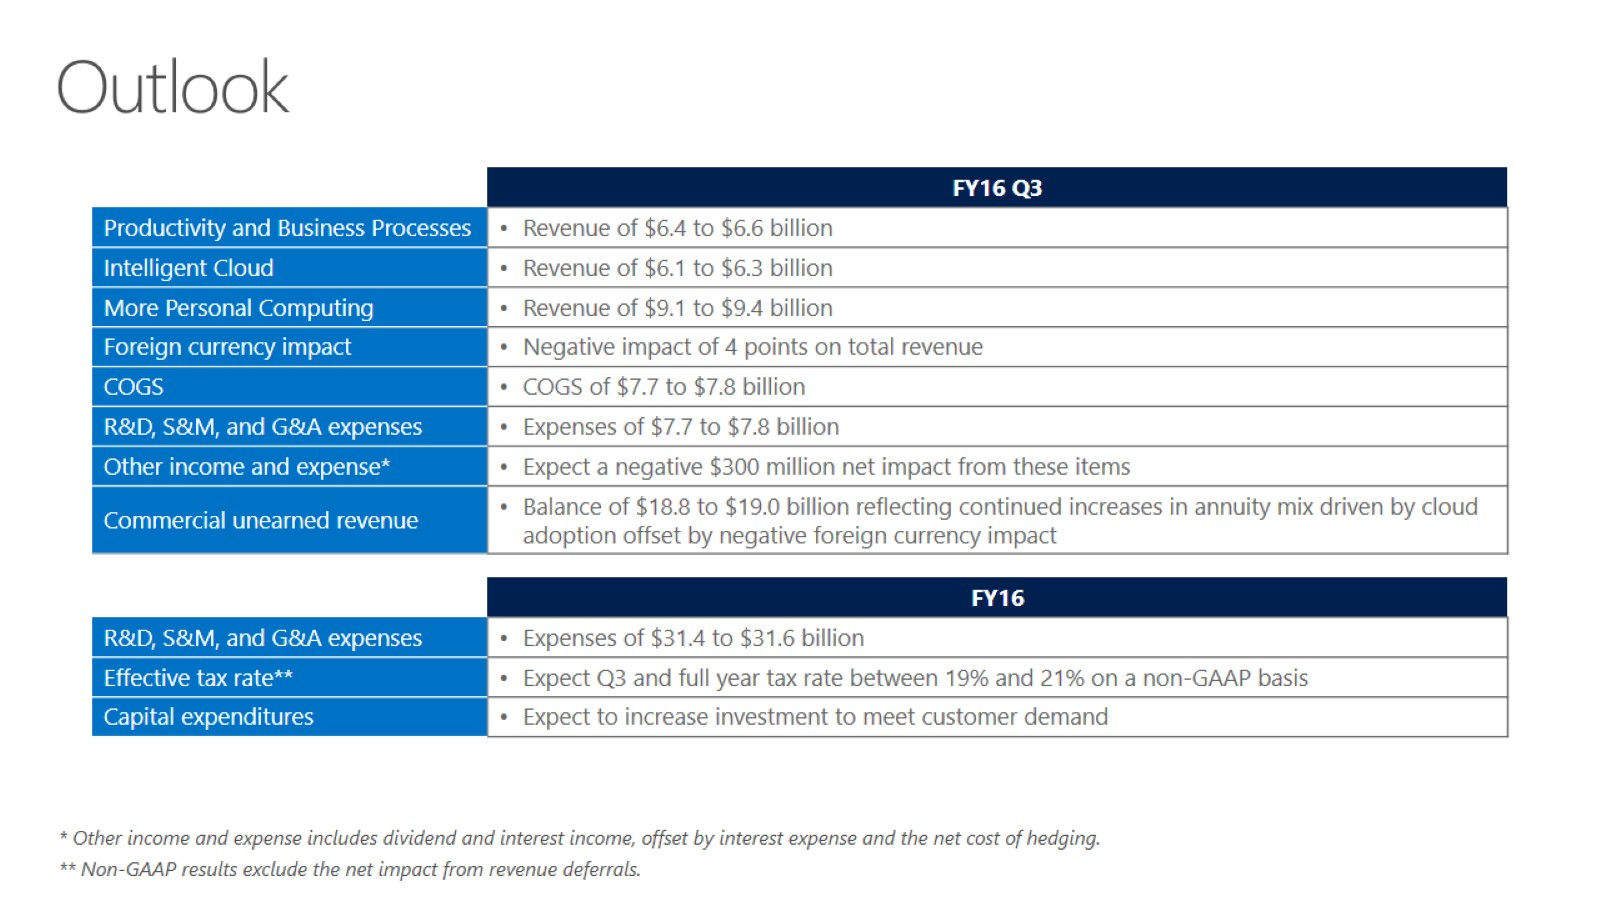 Outlook
FY16 Q3
Productivity and Business Processes • Revenue of $6.4 to $6.6 billion
Intelligent Cloud • Revenue of $6.1 to $6.3 billion
More Personal Computing • Revenue of $9.1 to $9.4 billion
Foreign currency impact • Negative impact of 4 points on total revenue
COGS • COGS of $7.7 to $7.8 billion
R&D, S&M, and G&A expenses • Expenses of $7.7 to $7.8 billion
Other income and expense* • Expect a negative $300 million net impact from these items
Commercial unearned revenue • Balance of $18.8 to $19.0 billion reflecting continued increases in annuity mix driven by cloud
adoption offset by negative foreign currency impact
FY16
R&D, S&M, and G&A expenses • Expenses of $31.4 to $31.6 billion
Effective tax rate** • Expect Q3 and full year tax rate between 19% and 21% on a non-GAAP basis
Capital expenditures • Expect to increase investment to meet customer demand
* Other income and expense includes dividend and interest income, offset by interest expense and the net cost of hedging.
** Non-GAAP results exclude the net impact from revenue deferrals.